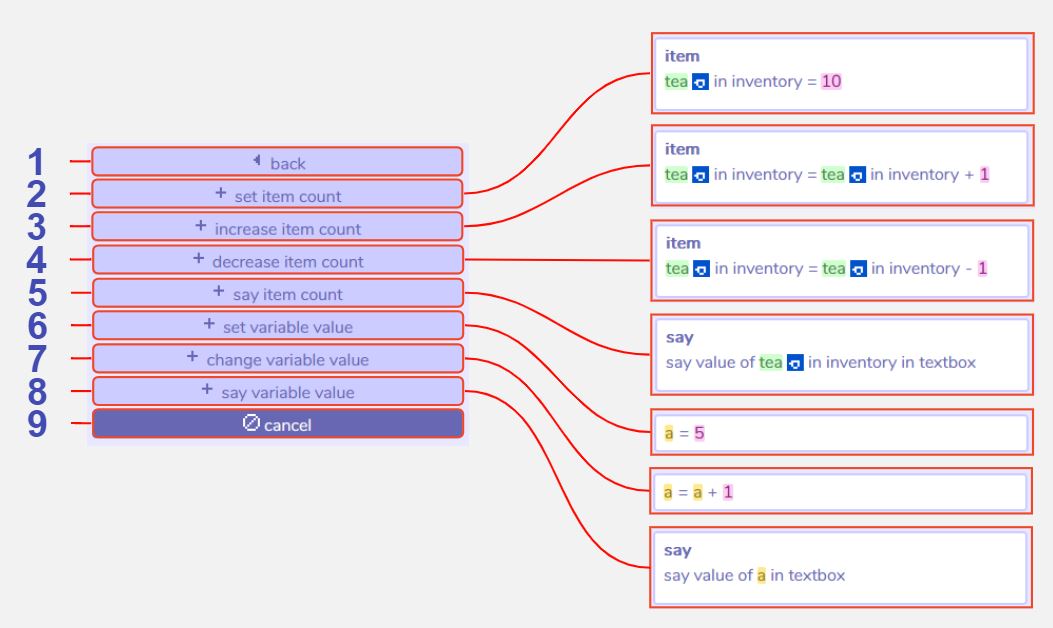 1 back
2 + set item count
3 + increase item count
4 + decrease item count
5 + say item count
6 + set variable value
7 + change variable value
8 + say variable value
9 cancel
item
tea in inventory = 10
item
tea in inventory = tea in inventory + 1
item
tea in inventory = tea in inventory - 1
say
say value of tea in inventory in textbox
a = 5
a = a + 1
say
say value of a in textbox